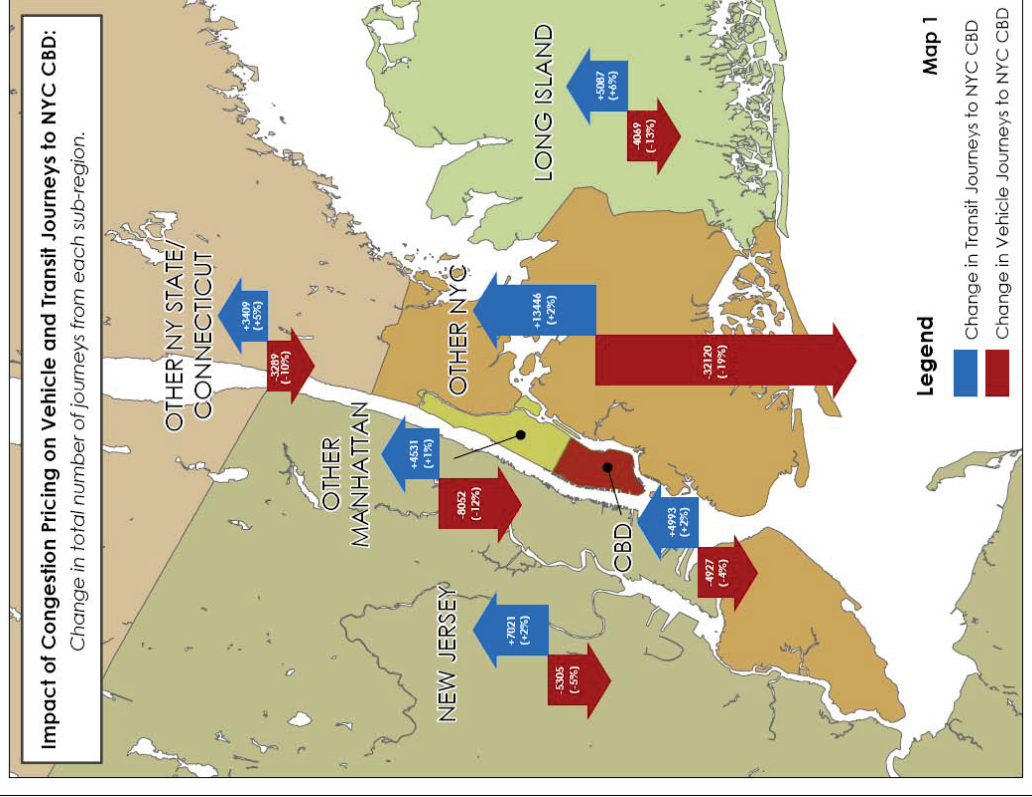 Impact of Congestion Pricing on Vehicle and Transit Journeys to NYC CBD:
Change in total number of journeys from each sub-region.
OTHER NY STATE/
CONNECTICUT
+3409
(+5%)
-3289
(-10%)
LONG ISLAND
+5087
(+6%)
-4069
(-13%)
OTHER NYC
+13446
(+2%)
-32120
(-19%)
OTHER
MANHATTAN
+4531
(+1%)
-8052
(-12%)
CBD
+4993
(+2%)
-4927
(-4%)
NEW JERSEY
+7021
(+2%)
-5305
(-5%)
Map 1
Legend
Change in Transit Journeys to NYC CBD
Change in Vehicle Journeys to NYC CBD